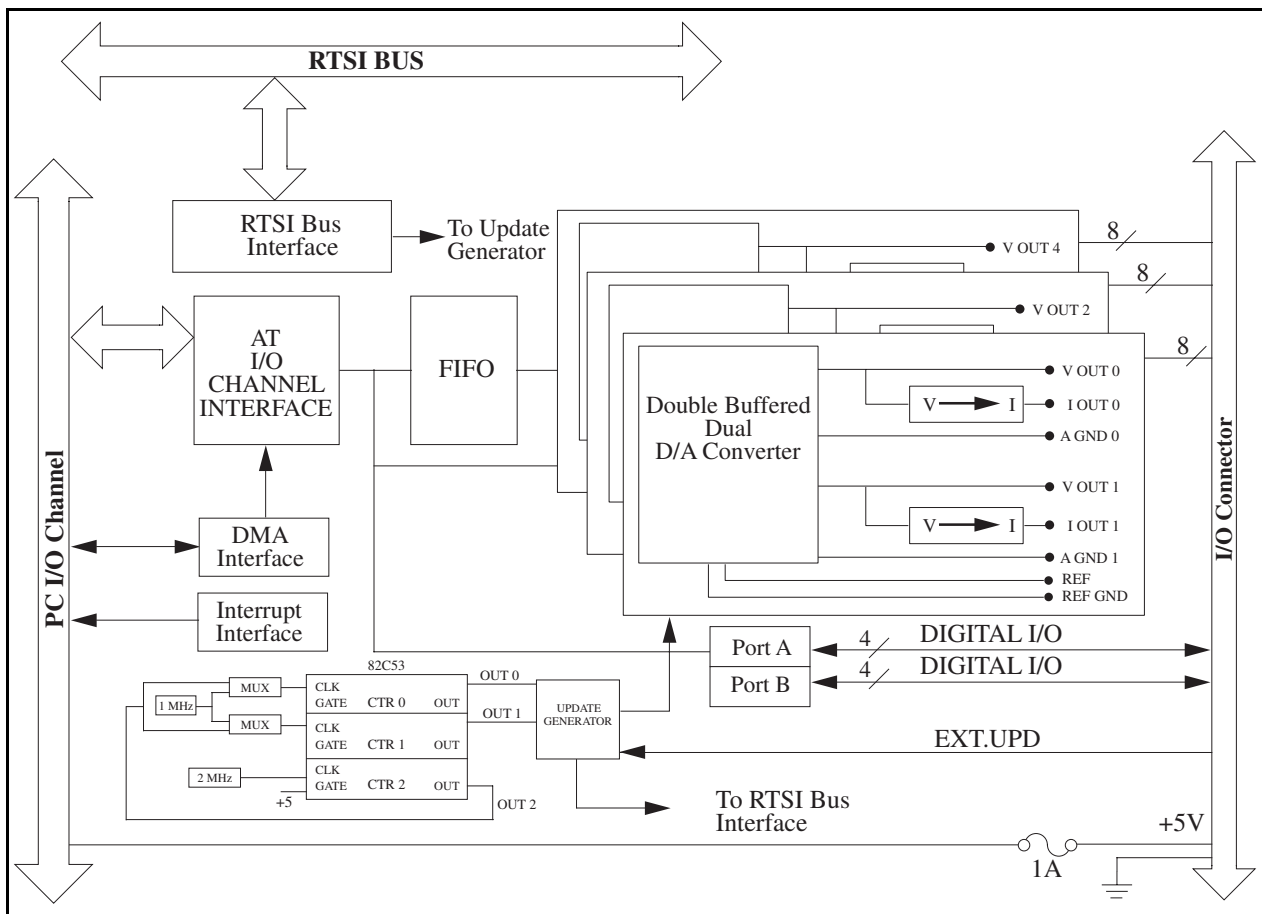 RTSI BUS
RTSI Bus
Interface
To Update
Generator
PC I/O Channel
I/O Connector
AT
I/O
CHANNEL
INTERFACE
FIFO
V OUT 4
8
V OUT 2
8
8
Double Buffered
Dual
D/A Converter
V OUT 0
V I
I OUT 0
A GND 0
V OUT 1
V I
I OUT 1
A GND 1
REF
REF GND
DMA
Interface
Interrupt
Interface
Port A
4
DIGITAL I/O
Port B
4
DIGITAL I/O
82C53
MUX
1 MHz
MUX
2 MHz
+5
CLK
GATE CTR 0 OUT
CLK
GATE CTR 1 OUT
CLK
GATE CTR 2 OUT
OUT 0
OUT 1
OUT 2
UPDATE
GENERATOR
EXT.UPD
To RTSI Bus
Interface
+5V
1A